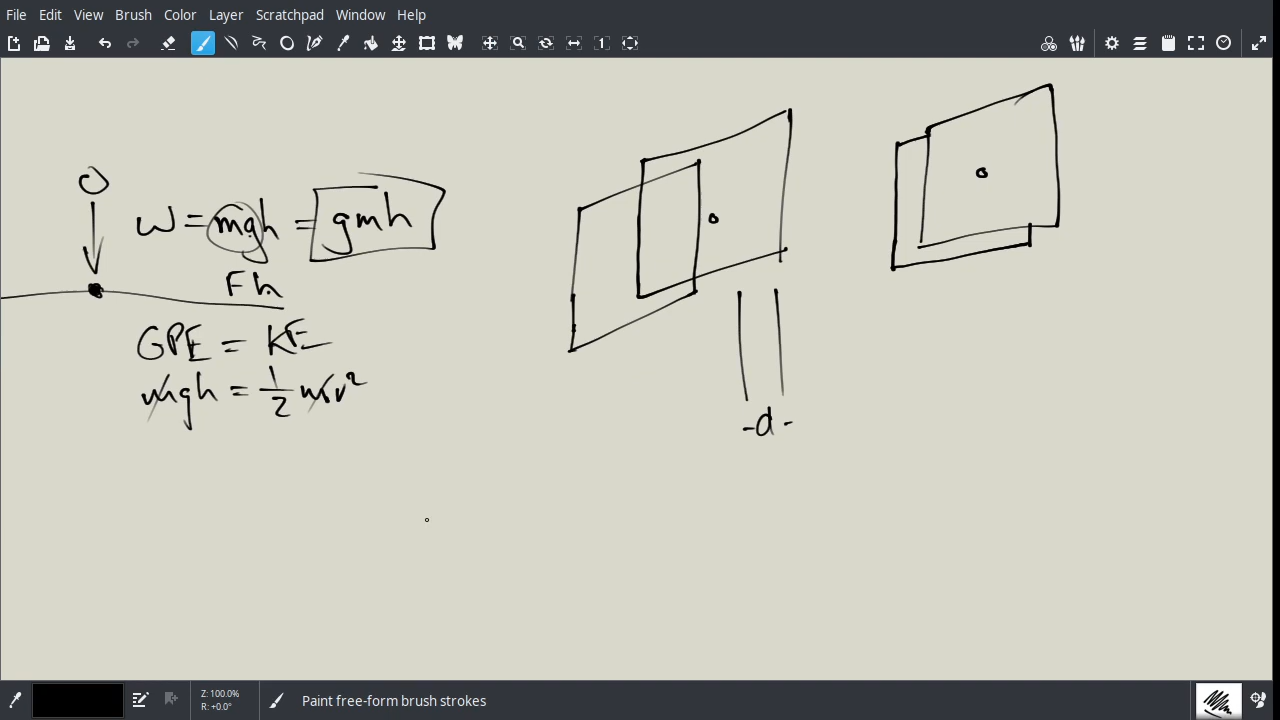 File Edit View Brush Color Layer Scratchpad Window Help
1
W = mgh = gmh
Fh
GPE = KE
mgh = 1/2 mv²
-d-
Z: 100.0%
R: +0.0°
Paint free-form brush strokes